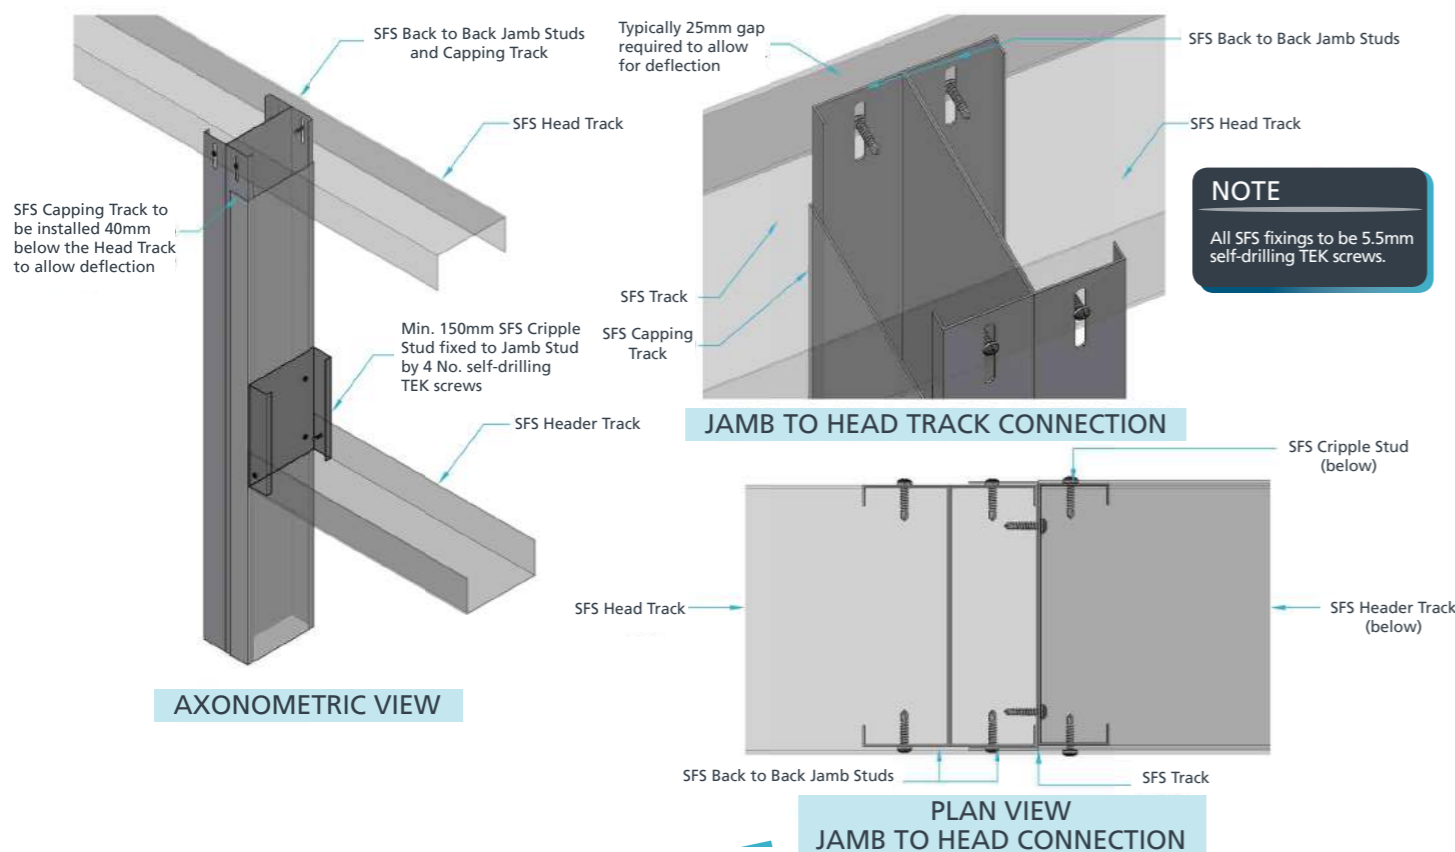 SFS Back to Back Jamb Studs
and Capping Track
SFS Head Track
SFS Capping Track to
be installed 40mm
below the Head Track
to allow deflection
Min. 150mm SFS Cripple
Stud fixed to Jamb Stud
by 4 No. self-drilling
TEK screws
SFS Header Track
AXONOMETRIC VIEW
Typically 25mm gap
required to allow
for deflection
SFS Back to Back Jamb Studs
SFS Head Track
SFS Track
SFS Capping
Track
JAMB TO HEAD TRACK CONNECTION
NOTE
All SFS fixings to be 5.5mm
self-drilling TEK screws.
SFS Cripple Stud
(below)
SFS Head Track
SFS Header Track
(below)
SFS Back to Back Jamb Studs
SFS Track
PLAN VIEW
JAMB TO HEAD CONNECTION